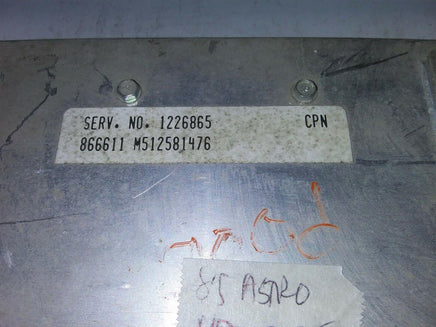 SERV. NO. 1226865 CPN
866611 M512581476
85 ASTRO